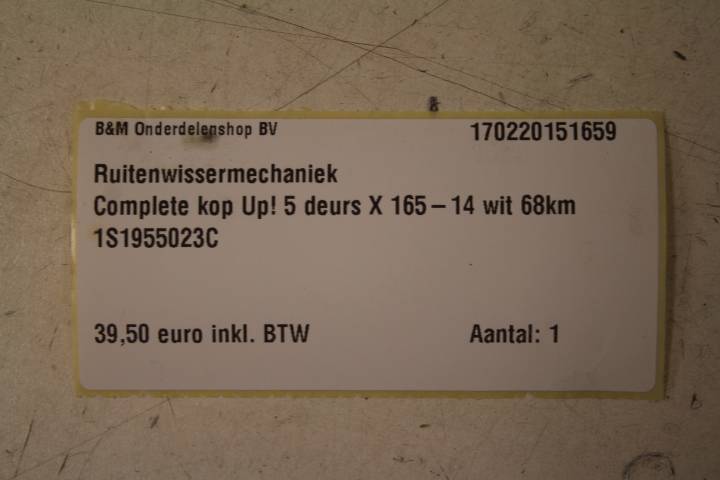 B&M Onderdelenshop BV 170220151659
Ruitenwissermechaniek
Complete kop Up! 5 deurs X 165 – 14 wit 68km
1S1955023C
39,50 euro inkl. BTW Aantal: 1